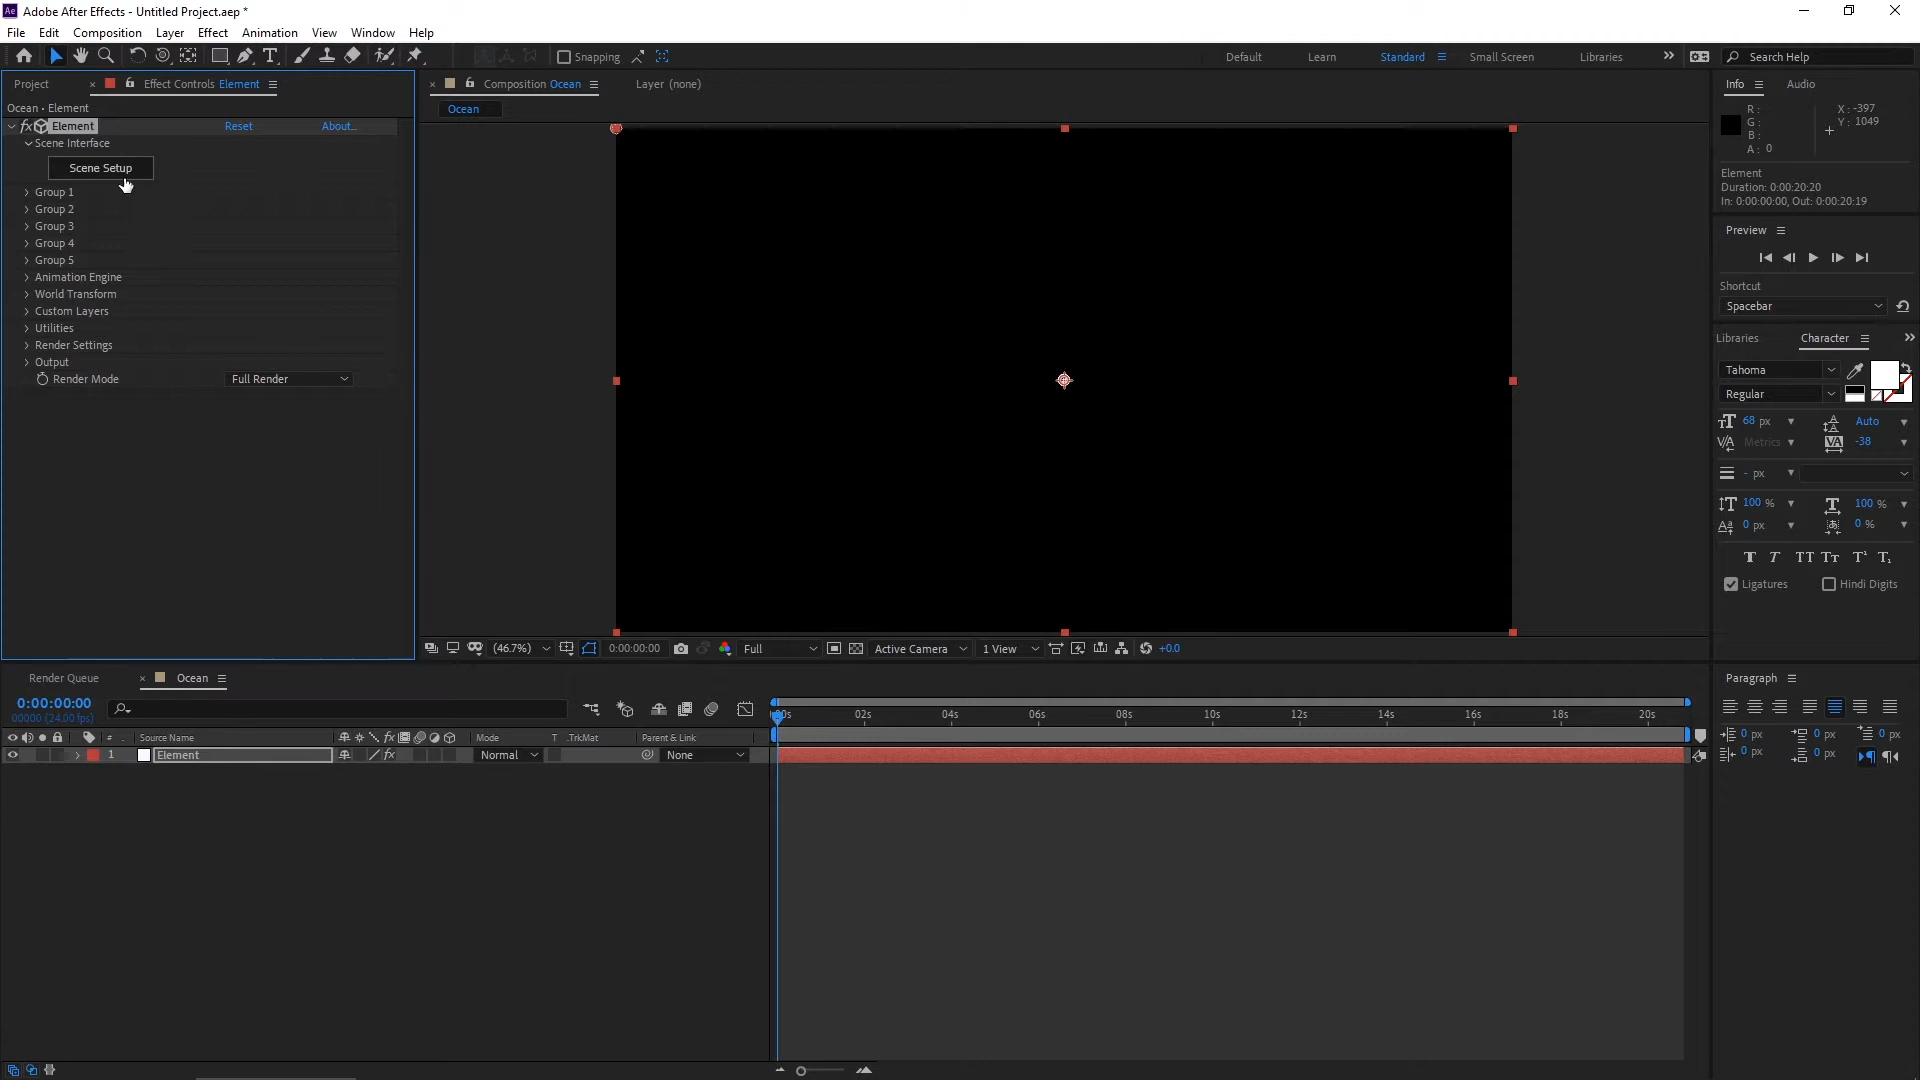 Adobe After Effects - Untitled Project.aep *
File Edit Composition Layer Effect Animation View Window Help
Snapping
Default Learn Standard Small Screen Libraries
Search Help
Project
Effect Controls Element
Ocean • Element
fx Element Reset About...
Scene Interface
Scene Setup
Group 1
Group 2
Group 3
Group 4
Group 5
Animation Engine
World Transform
Custom Layers
Utilities
Render Settings
Output
Render Mode Full Render
Composition Ocean
Layer (none)
Ocean
(46.7%) 0:00:00:00 Full Active Camera 1 View +0.0
Info Audio
R :
G :
B :
A : 0
X : -397
Y : 1049
Element
Duration: 0:00:20:20
In: 0:00:00:00, Out: 0:00:20:19
Preview
Shortcut
Spacebar
Libraries Character
Tahoma
Regular
68 px Auto
Metrics -38
- px
100 % 100 %
0 px 0 %
Ligatures Hindi Digits
Render Queue
Ocean
0:00:00:00
00000 (24.00 fps)
02s 04s 06s 08s 10s 12s 14s 16s 18s 20s
# Source Name Mode T .TrkMat Parent & Link
1 Element Normal None
Paragraph
0 px 0 px 0 px
0 px 0 px